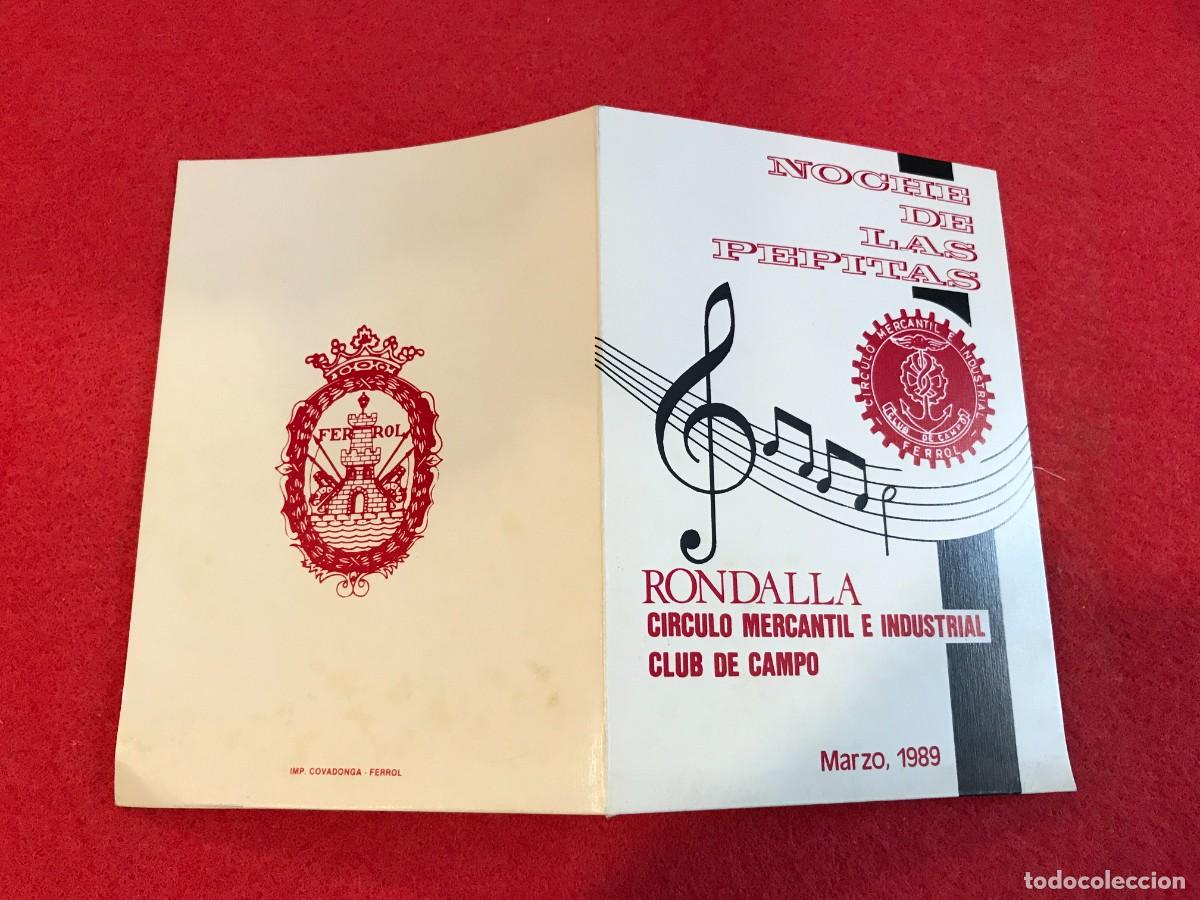 NOCHE
DE
LAS
PEPITAS
CIRCULO MERCANTIL E INDUSTRIAL
CLUB DE CAMPO
FERROL
RONDALLA
CIRCULO MERCANTIL E INDUSTRIAL
CLUB DE CAMPO
Marzo, 1989
FERROL
IMP. COVADONGA - FERROL
todocoleccion